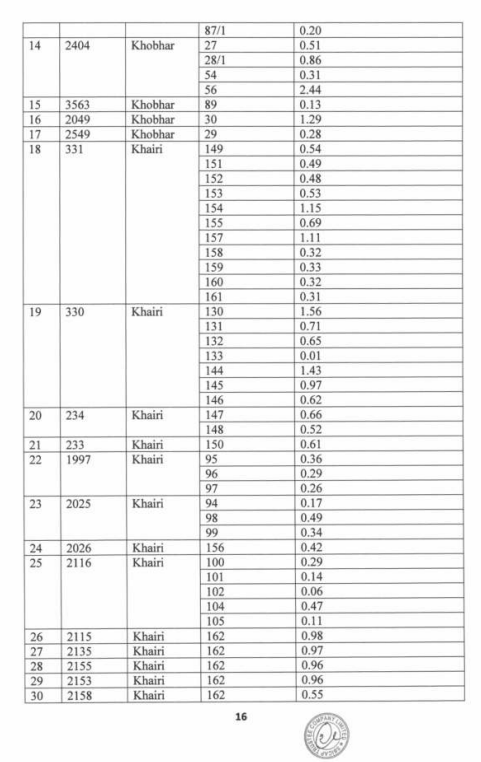 87/1 0.20
14 2404 Khobhar 27 0.51
28/1 0.86
54 0.31
56 2.44
15 3563 Khobhar 89 0.13
16 2049 Khobhar 30 1.29
17 2549 Khobhar 29 0.28
18 331 Khairi 149 0.54
151 0.49
152 0.48
153 0.53
154 1.15
155 0.69
157 1.11
158 0.32
159 0.33
160 0.32
161 0.31
19 330 Khairi 130 1.56
131 0.71
132 0.65
133 0.01
144 1.43
145 0.97
146 0.62
20 234 Khairi 147 0.66
148 0.52
21 233 Khairi 150 0.61
22 1997 Khairi 95 0.36
96 0.29
97 0.26
23 2025 Khairi 94 0.17
98 0.49
99 0.34
24 2026 Khairi 156 0.42
25 2116 Khairi 100 0.29
101 0.14
102 0.06
104 0.47
105 0.11
26 2115 Khairi 162 0.98
27 2135 Khairi 162 0.97
28 2155 Khairi 162 0.96
29 2153 Khairi 162 0.96
30 2158 Khairi 162 0.55
16
TRUSTEE COMPANY LIMITED